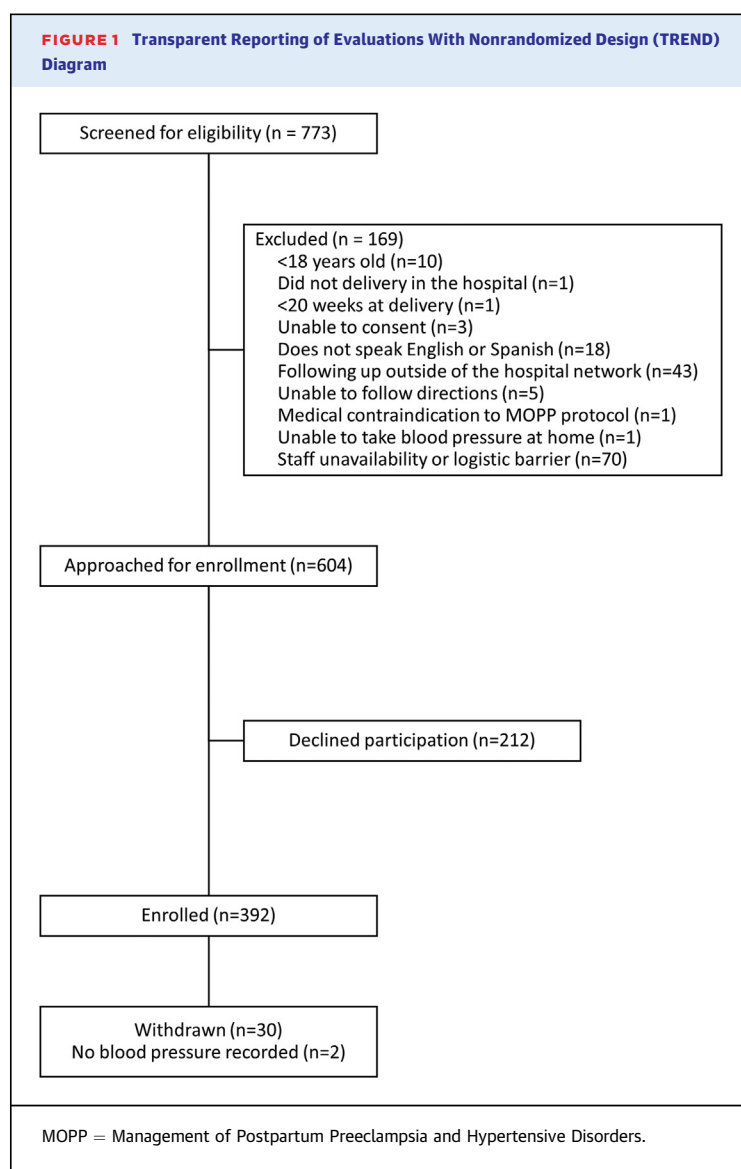 FIGURE 1 Transparent Reporting of Evaluations With Nonrandomized Design (TREND)
Diagram
Screened for eligibility (n = 773)
Excluded (n = 169)
<18 years old (n=10)
Did not delivery in the hospital (n=1)
<20 weeks at delivery (n=1)
Unable to consent (n=3)
Does not speak English or Spanish (n=18)
Following up outside of the hospital network (n=43)
Unable to follow directions (n=5)
Medical contraindication to MOPP protocol (n=1)
Unable to take blood pressure at home (n=1)
Staff unavailability or logistic barrier (n=70)
Approached for enrollment (n=604)
Declined participation (n=212)
Enrolled (n=392)
Withdrawn (n=30)
No blood pressure recorded (n=2)
MOPP = Management of Postpartum Preeclampsia and Hypertensive Disorders.